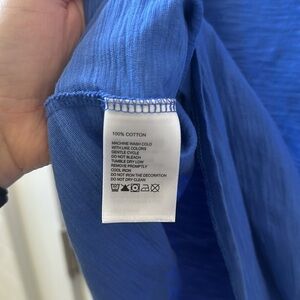 100% COTTON
MACHINE WASH COLD
WITH LIKE COLORS
GENTLE CYCLE
DO NOT BLEACH
TUMBLE DRY LOW
REMOVE PROMPTLY
COOL IRON
DO NOT IRON THE DECORATION
DO NOT DRY CLEAN